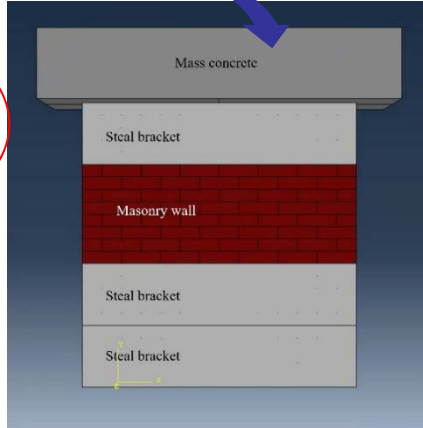 Mass concrete
Steal bracket
Masonry wall
Steal bracket
Steal bracket
Y
Z